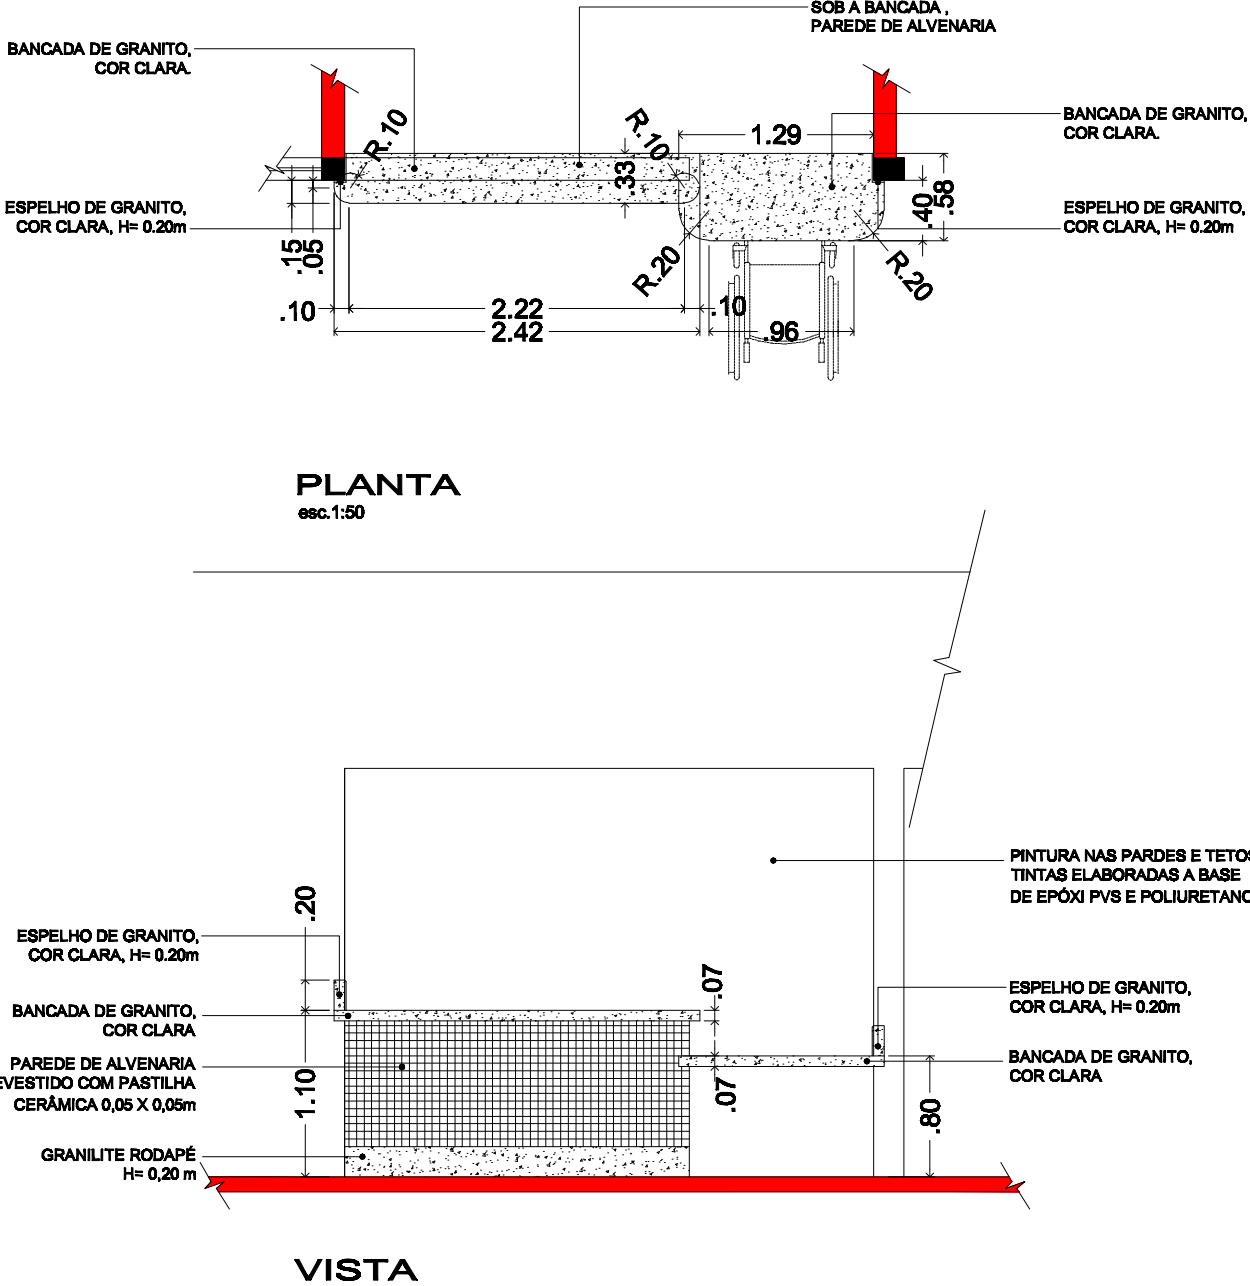 SOB A BANCADA ,
PAREDE DE ALVENARIA
BANCADA DE GRANITO,
COR CLARA.
R.10
R.10
1.29
BANCADA DE GRANITO,
COR CLARA.
.33
.40
.58
ESPELHO DE GRANITO,
COR CLARA, H= 0.20m
ESPELHO DE GRANITO,
COR CLARA, H= 0.20m
.15
.05
R.20
R.20
.10
2.22
.10
2.42
.96
PLANTA
esc.1:50
PINTURA NAS PARDES E TETOS
TINTAS ELABORADAS A BASE
DE EPÓXI PVS E POLIURETANO
.20
ESPELHO DE GRANITO,
COR CLARA, H= 0.20m
.07
ESPELHO DE GRANITO,
COR CLARA, H= 0.20m
BANCADA DE GRANITO,
COR CLARA
BANCADA DE GRANITO,
COR CLARA
PAREDE DE ALVENARIA
EVESTIDO COM PASTILHA
CERÂMICA 0,05 X 0,05m
1.10
.07
.80
GRANILITE RODAPÉ
H= 0,20 m
VISTA